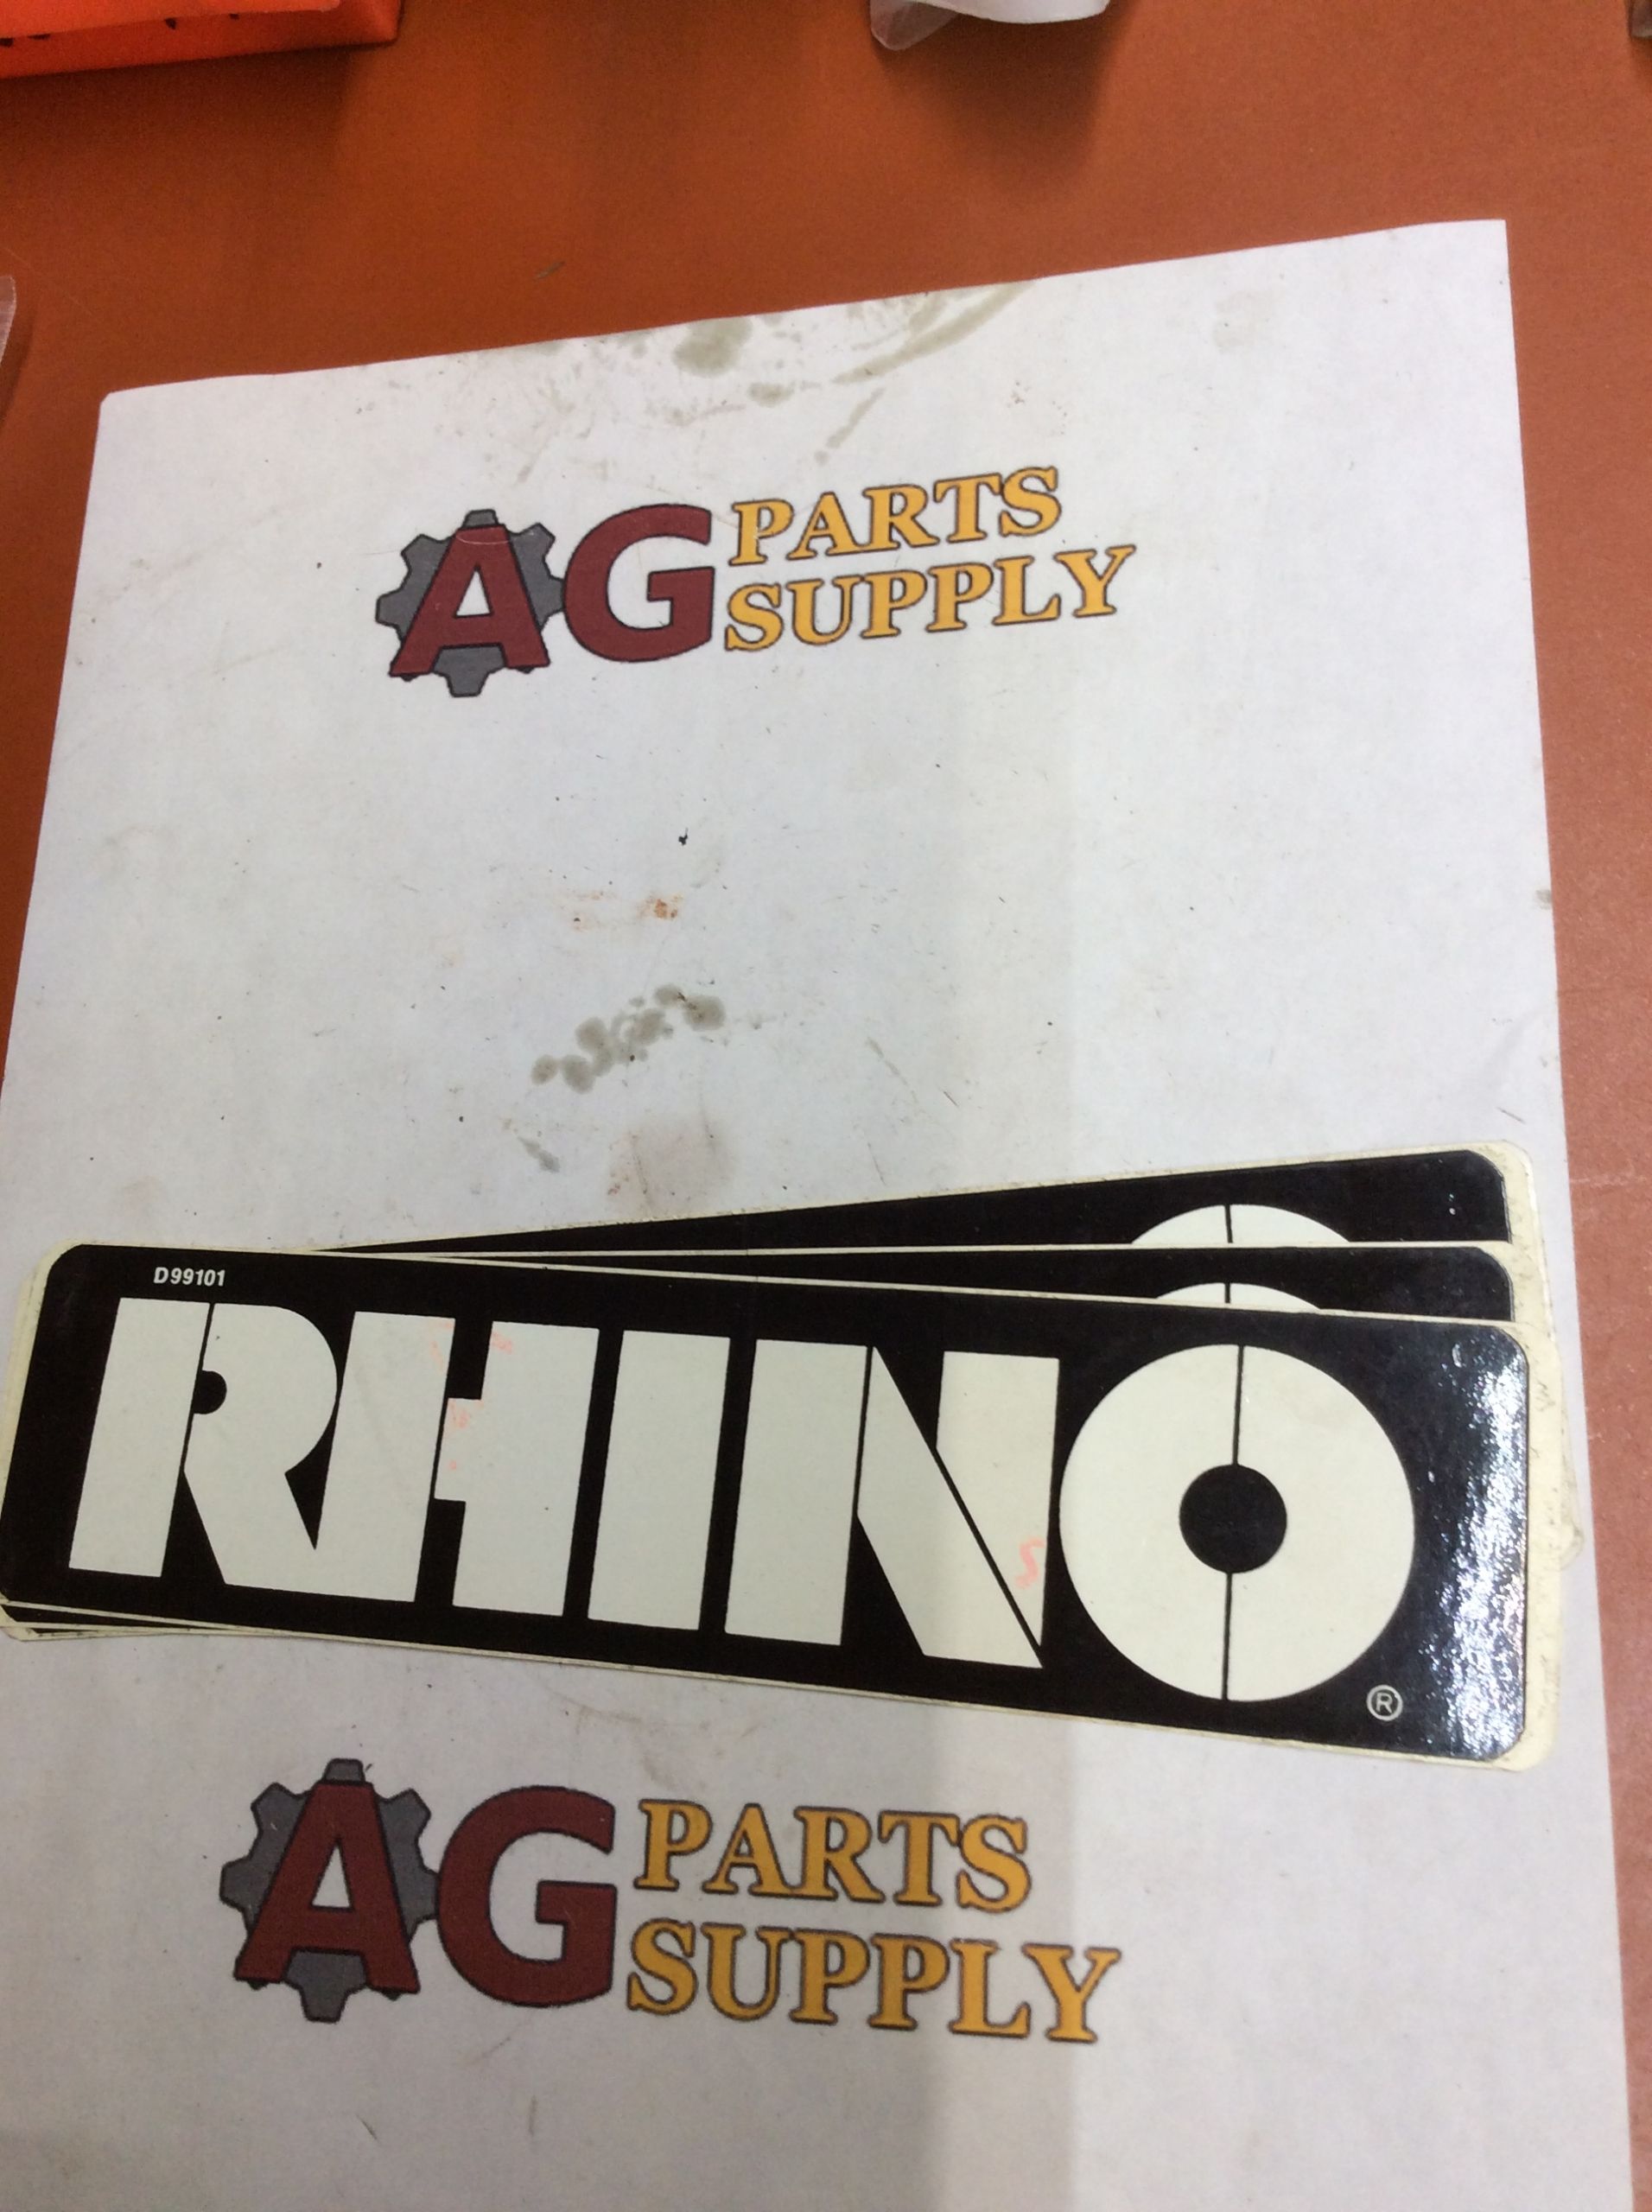 AG PARTS
SUPPLY
D99101
RHINO
®
AG PARTS
SUPPLY